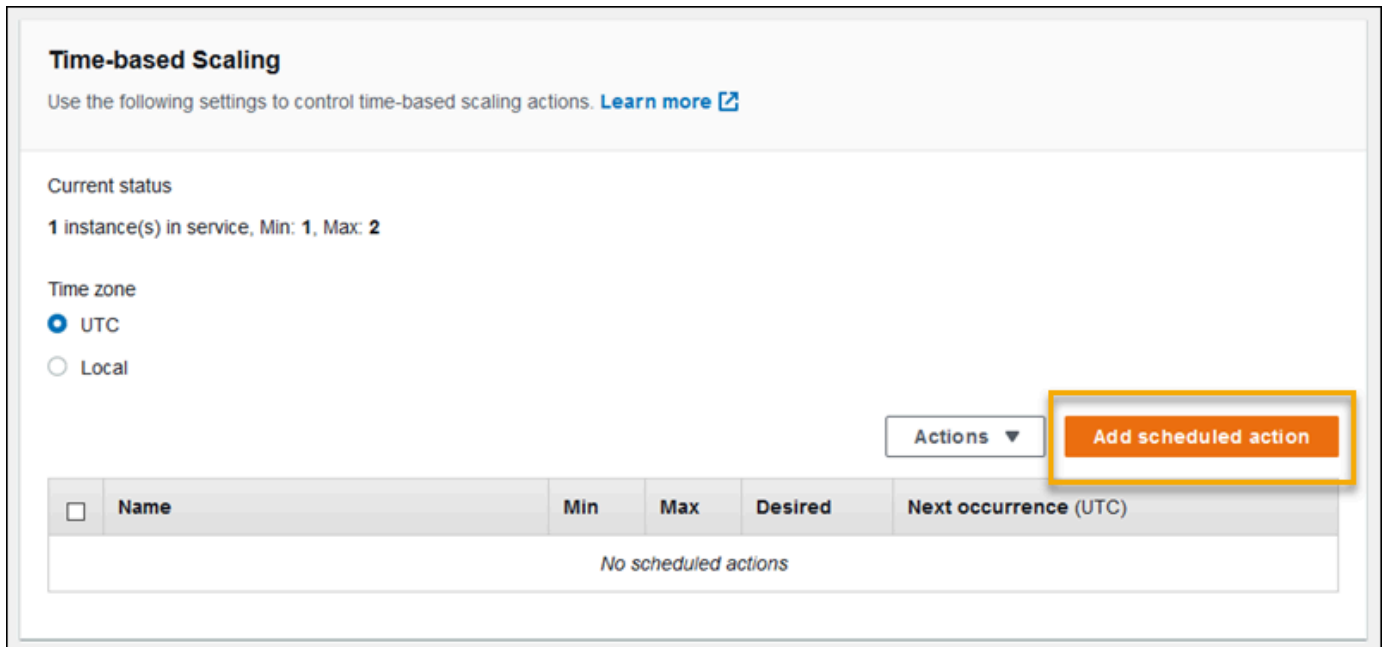 Time-based Scaling
Use the following settings to control time-based scaling actions. Learn more
Current status
1 instance(s) in service, Min: 1, Max: 2
Time zone
UTC
Local
Actions Add scheduled action
Name Min Max Desired Next occurrence (UTC)
No scheduled actions